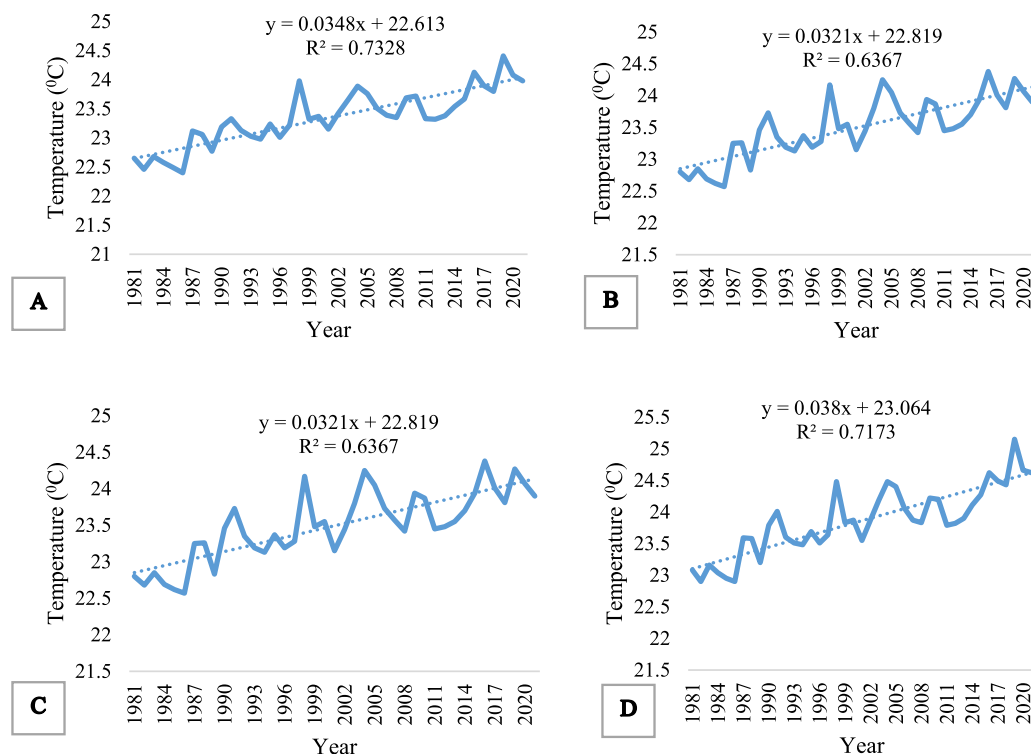 y = 0.0348x + 22.613
R² = 0.7328
Temperature (⁰C)
25
24.5
24
23.5
23
22.5
22
21.5
21
1981 1984 1987 1990 1993 1996 1999 2002 2005 2008 2011 2014 2017 2020
Year
A
y = 0.0321x + 22.819
R² = 0.6367
Temperature (⁰C)
25
24.5
24
23.5
23
22.5
22
21.5
1981 1984 1987 1990 1993 1996 1999 2002 2005 2008 2011 2014 2017 2020
Year
B
y = 0.0321x + 22.819
R² = 0.6367
Temperature (⁰C)
25
24.5
24
23.5
23
22.5
22
21.5
1981 1984 1987 1990 1993 1996 1999 2002 2005 2008 2011 2014 2017 2020
Year
C
y = 0.038x + 23.064
R² = 0.7173
Temperature (⁰C)
25.5
25
24.5
24
23.5
23
22.5
22
21.5
1981 1984 1987 1990 1993 1996 1999 2002 2005 2008 2011 2014 2017 2020
Year
D